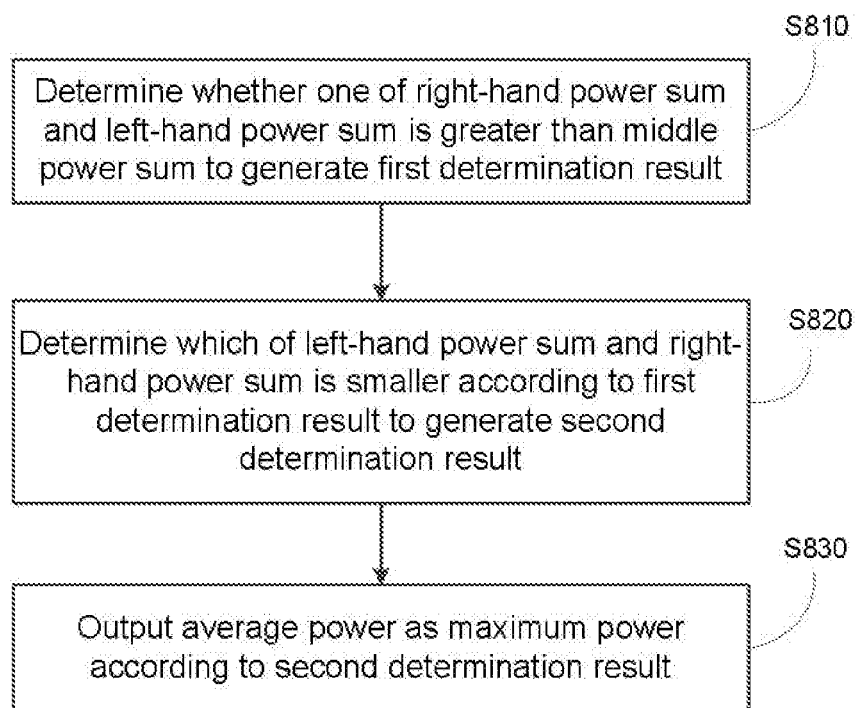 S810
Determine whether one of right-hand power sum
and left-hand power sum is greater than middle
power sum to generate first determination result
S820
Determine which of left-hand power sum and right-
hand power sum is smaller according to first
determination result to generate second
determination result
S830
Output average power as maximum power
according to second determination result